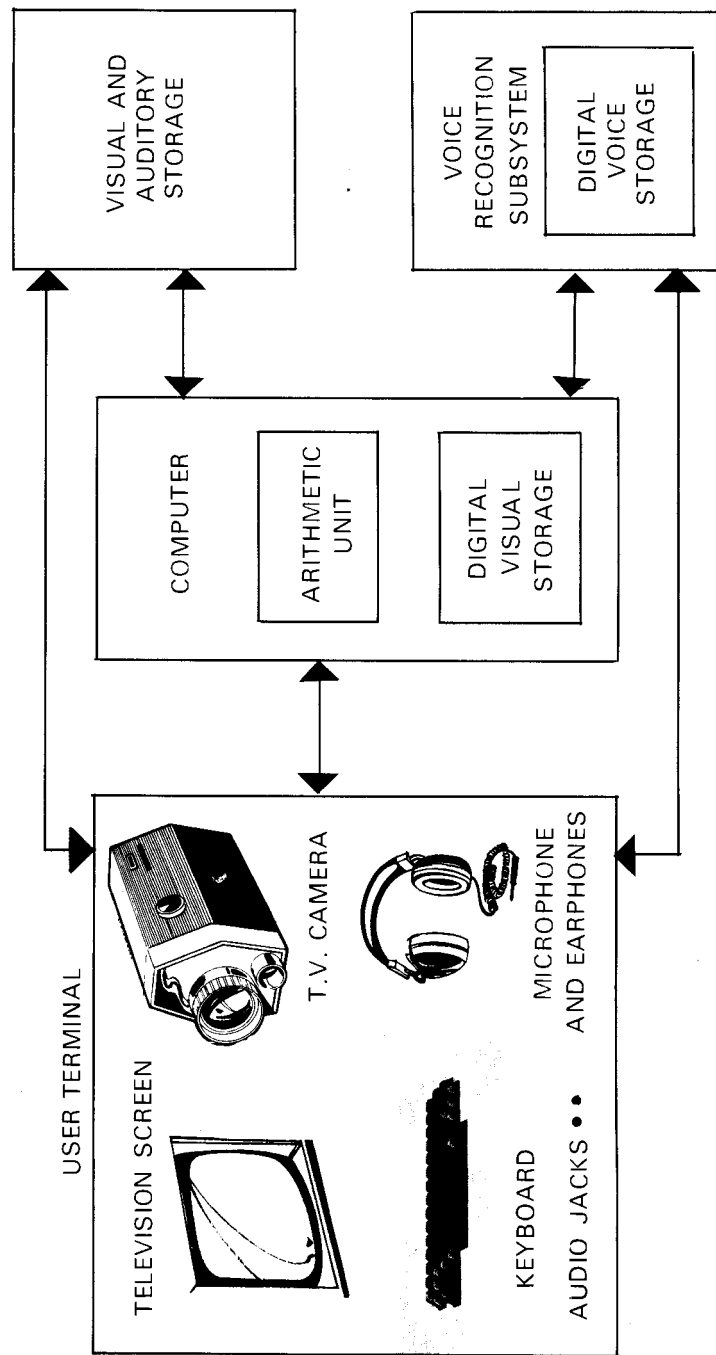 USER TERMINAL
TELEVISION SCREEN
T.V. CAMERA
KEYBOARD
AUDIO JACKS
MICROPHONE
AND EARPHONES
COMPUTER
ARITHMETIC
UNIT
DIGITAL
VISUAL
STORAGE
VISUAL AND
AUDITORY
STORAGE
VOICE
RECOGNITION
SUBSYSTEM
DIGITAL
VOICE
STORAGE